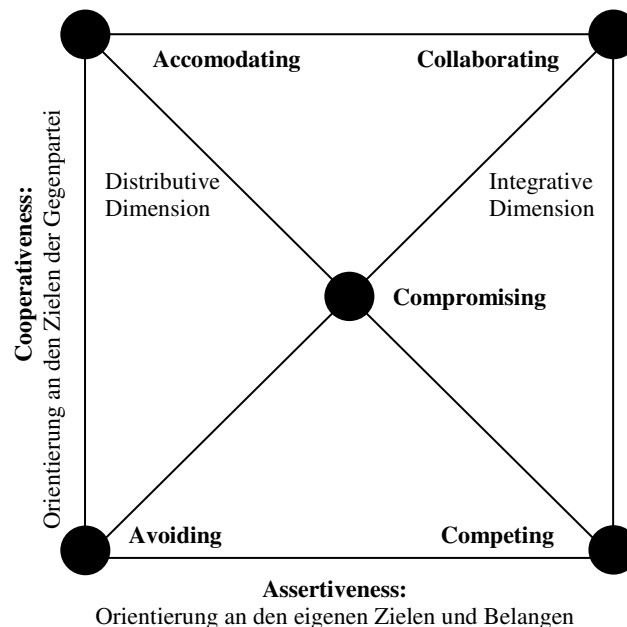 Accomodating
Collaborating
Cooperativeness:
Orientierung an den Zielen der Gegenpartei
Distributive
Dimension
Integrative
Dimension
Compromising
Avoiding
Competing
Assertiveness:
Orientierung an den eigenen Zielen und Belangen